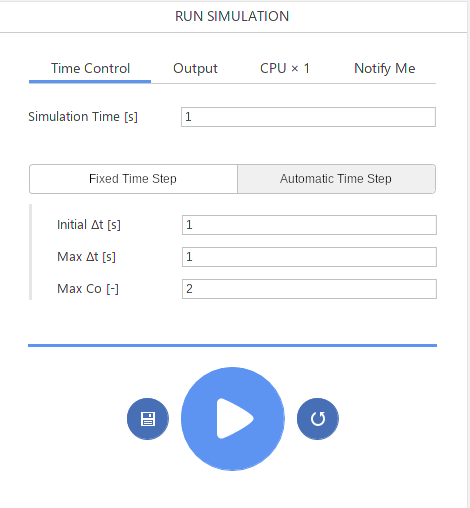 RUN SIMULATION
Time Control Output CPU × 1 Notify Me
Simulation Time [s] 1
Fixed Time Step Automatic Time Step
Initial Δt [s] 1
Max Δt [s] 1
Max Co [-] 2